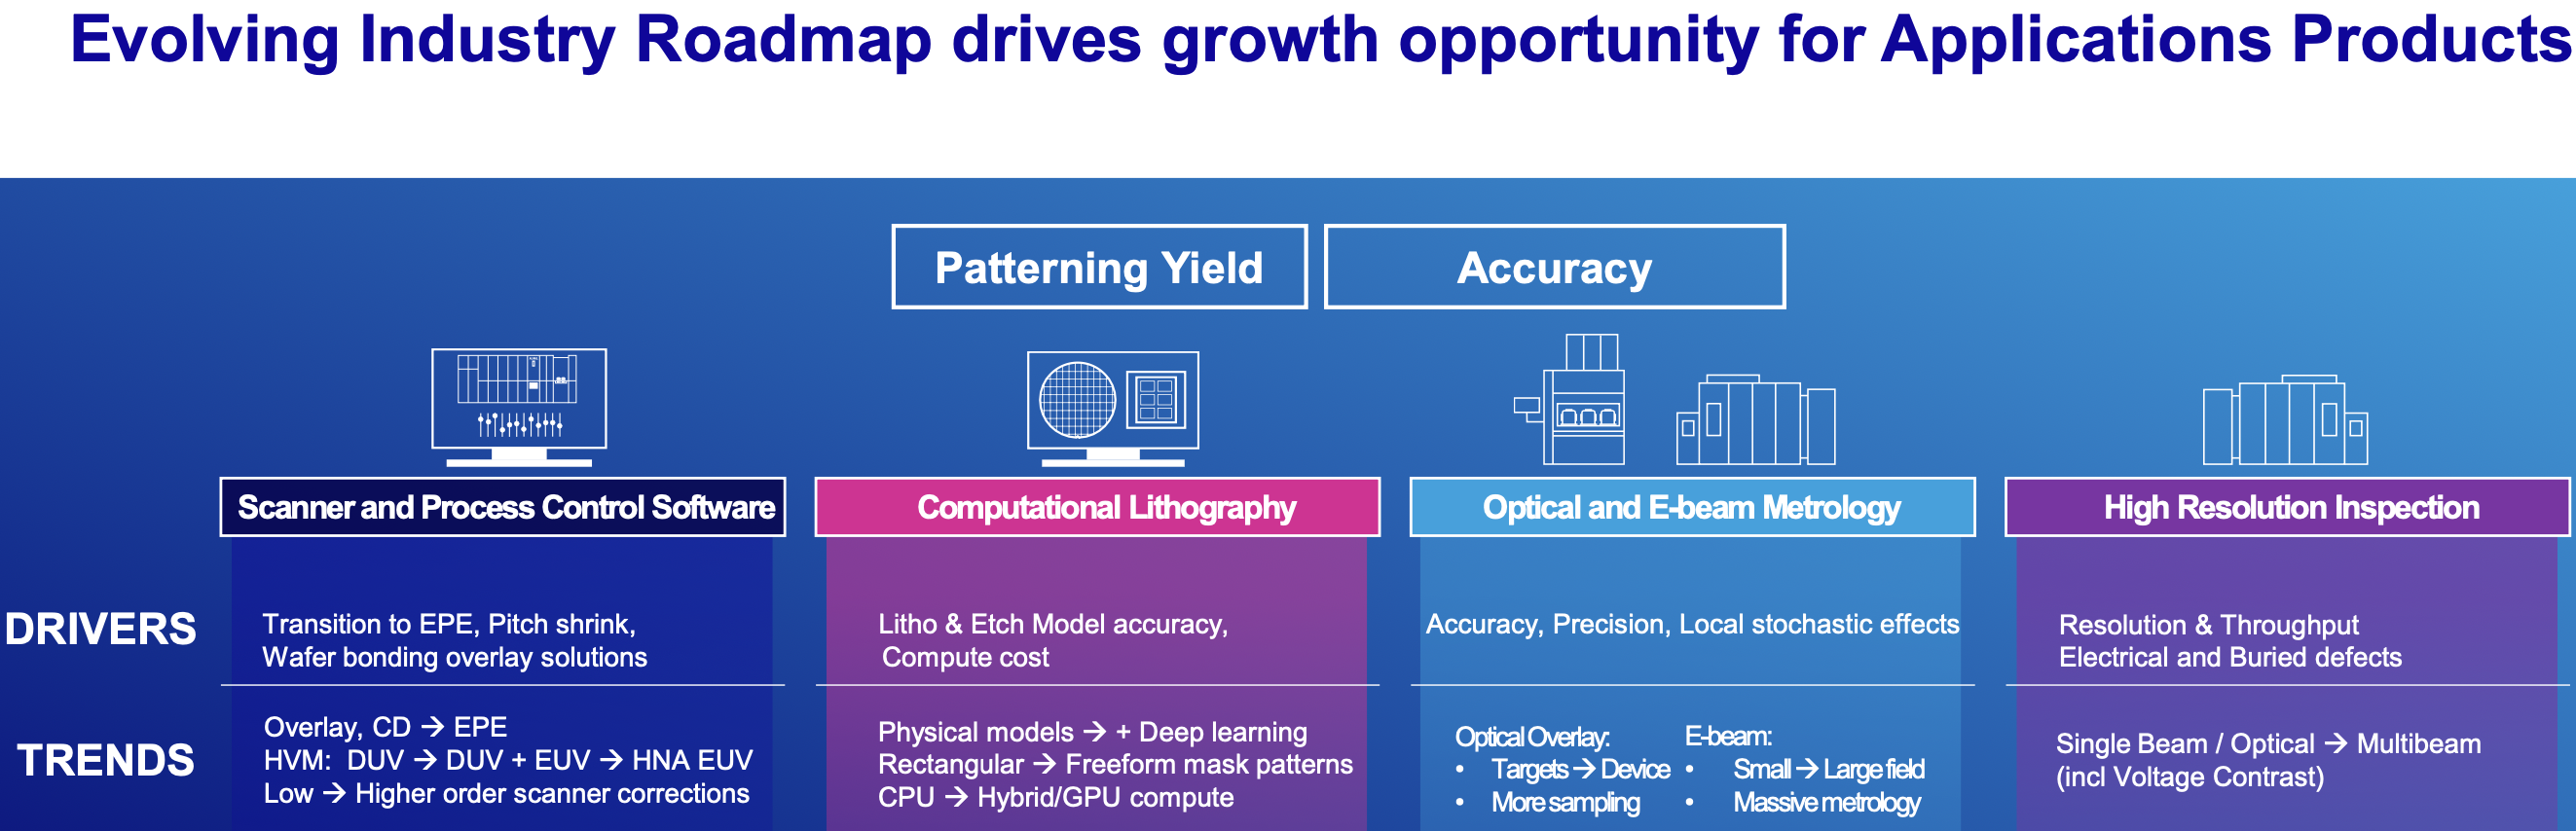 Evolving Industry Roadmap drives growth opportunity for Applications Products
Patterning Yield
Accuracy
Scanner and Process Control Software
Computational Lithography
Optical and E-beam Metrology
High Resolution Inspection
DRIVERS
Transition to EPE, Pitch shrink,
Wafer bonding overlay solutions
Litho & Etch Model accuracy,
Compute cost
Accuracy, Precision, Local stochastic effects
Resolution & Throughput
Electrical and Buried defects
TRENDS
Overlay, CD → EPE
HVM: DUV → DUV + EUV → HNA EUV
Low → Higher order scanner corrections
Physical models → + Deep learning
Rectangular → Freeform mask patterns
CPU → Hybrid/GPU compute
Optical Overlay:
• Targets → Device
• More sampling
E-beam:
• Small → Large field
• Massive metrology
Single Beam / Optical → Multibeam
(incl Voltage Contrast)